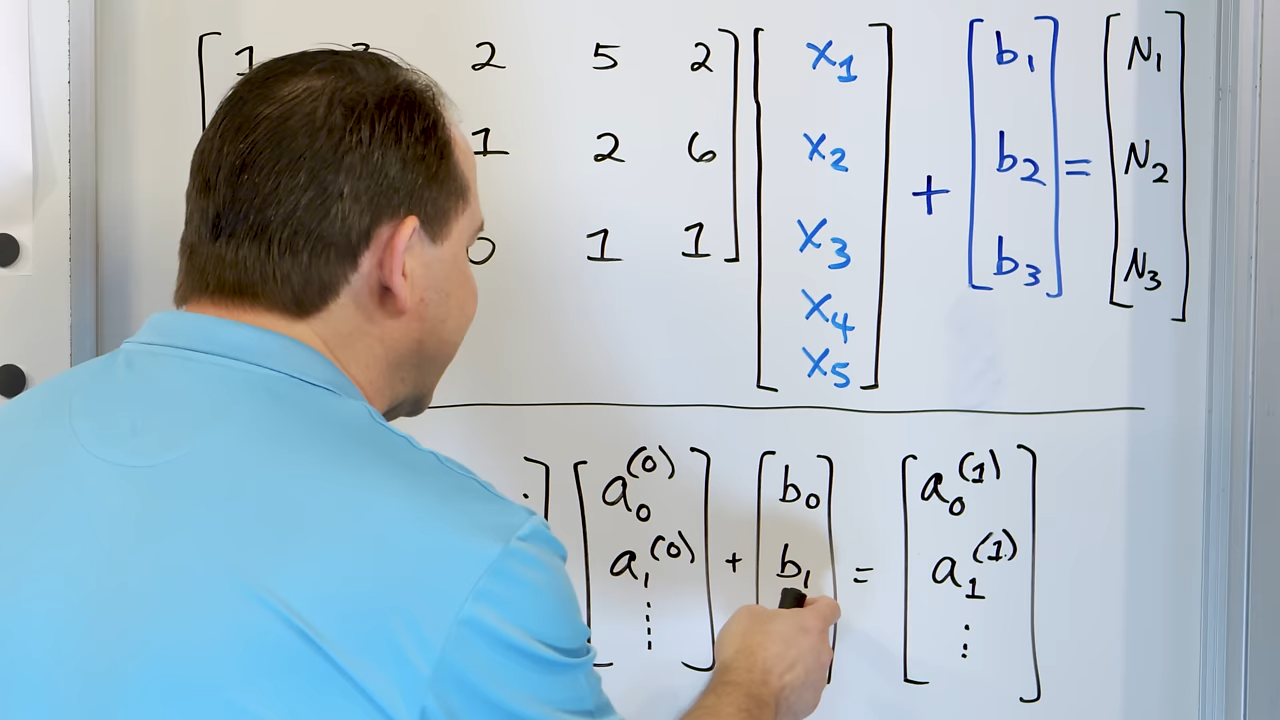 1 2 5 2 x₁ b₁ N₁
1 2 6 x₂ + b₂ = N₂
0 1 1 x₃ b₃ N₃
x₄
x₅
. a₀⁽⁰⁾ b₀ a₀⁽¹⁾
a₁⁽⁰⁾ + b₁ = a₁⁽¹⁾
⋮ ⋮